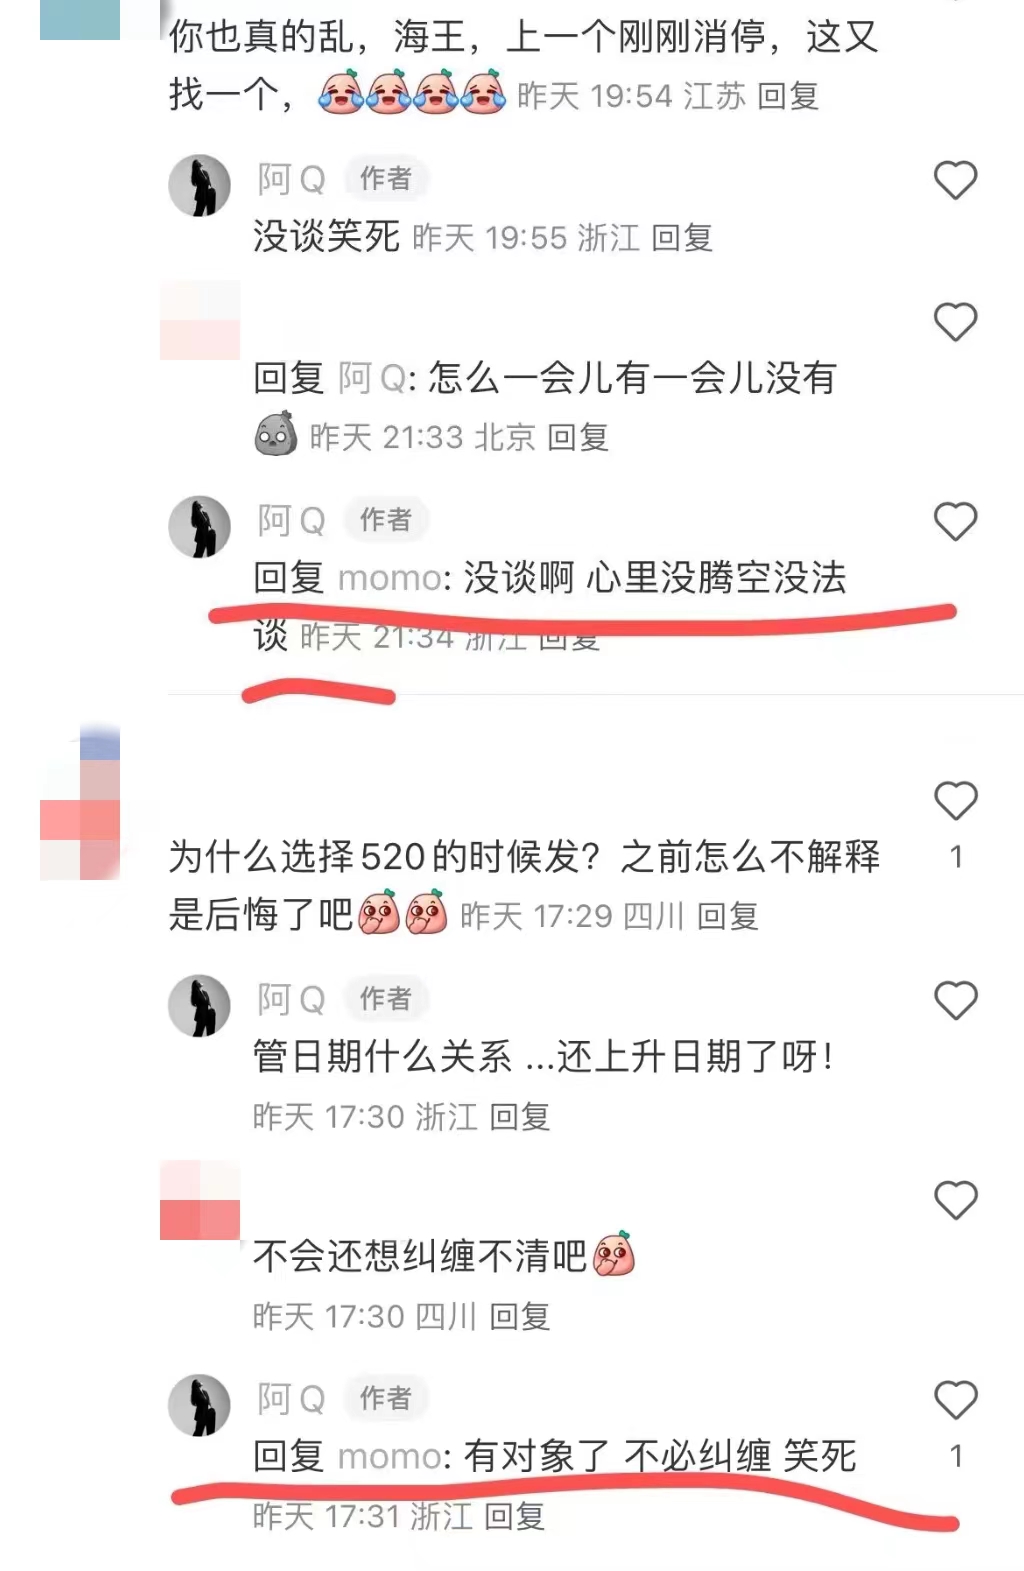 你也真的乱，海王，上一个刚刚消停，这又
找一个， 昨天 19:54 江苏 回复
阿Q 作者
没谈笑死 昨天 19:55 浙江 回复
回复 阿Q: 怎么一会儿有一会儿没有
昨天 21:33 北京 回复
阿Q 作者
回复 momo: 没谈啊 心里没腾空没法
谈 昨天 21:34 浙江 回复
为什么选择520的时候发？之前怎么不解释
1
是后悔了吧 昨天 17:29 四川 回复
阿Q 作者
管日期什么关系 ...还上升日期了呀！
昨天 17:30 浙江 回复
不会还想纠缠不清吧
昨天 17:30 四川 回复
阿Q 作者
回复 momo: 有对象了 不必纠缠 笑死
1
昨天 17:31 浙江 回复